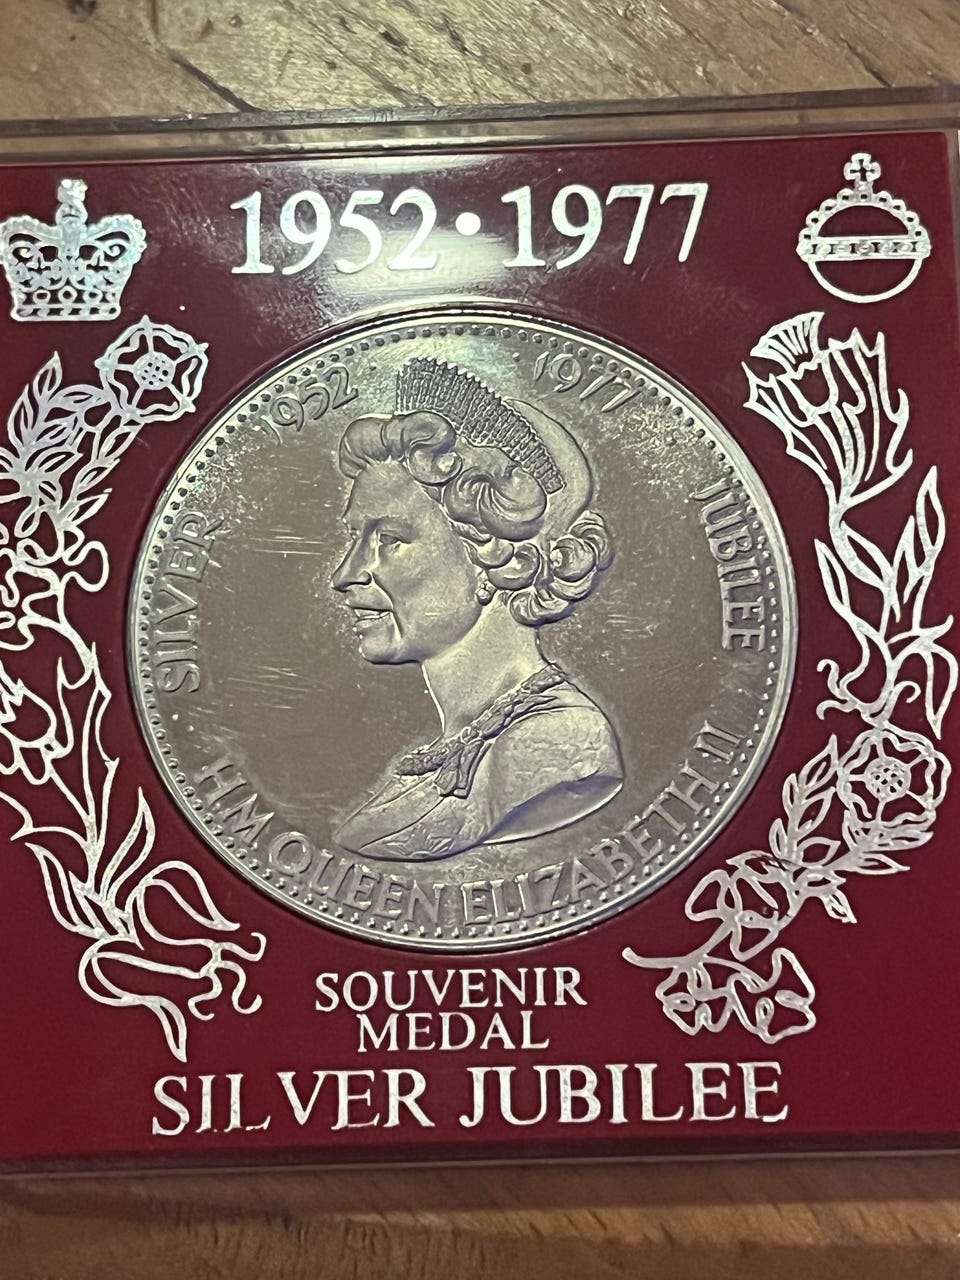 1952 • 1977
1952 · 1977
SILVER JUBILEE
H.M. QUEEN ELIZABETH II
SOUVENIR
MEDAL
SILVER JUBILEE